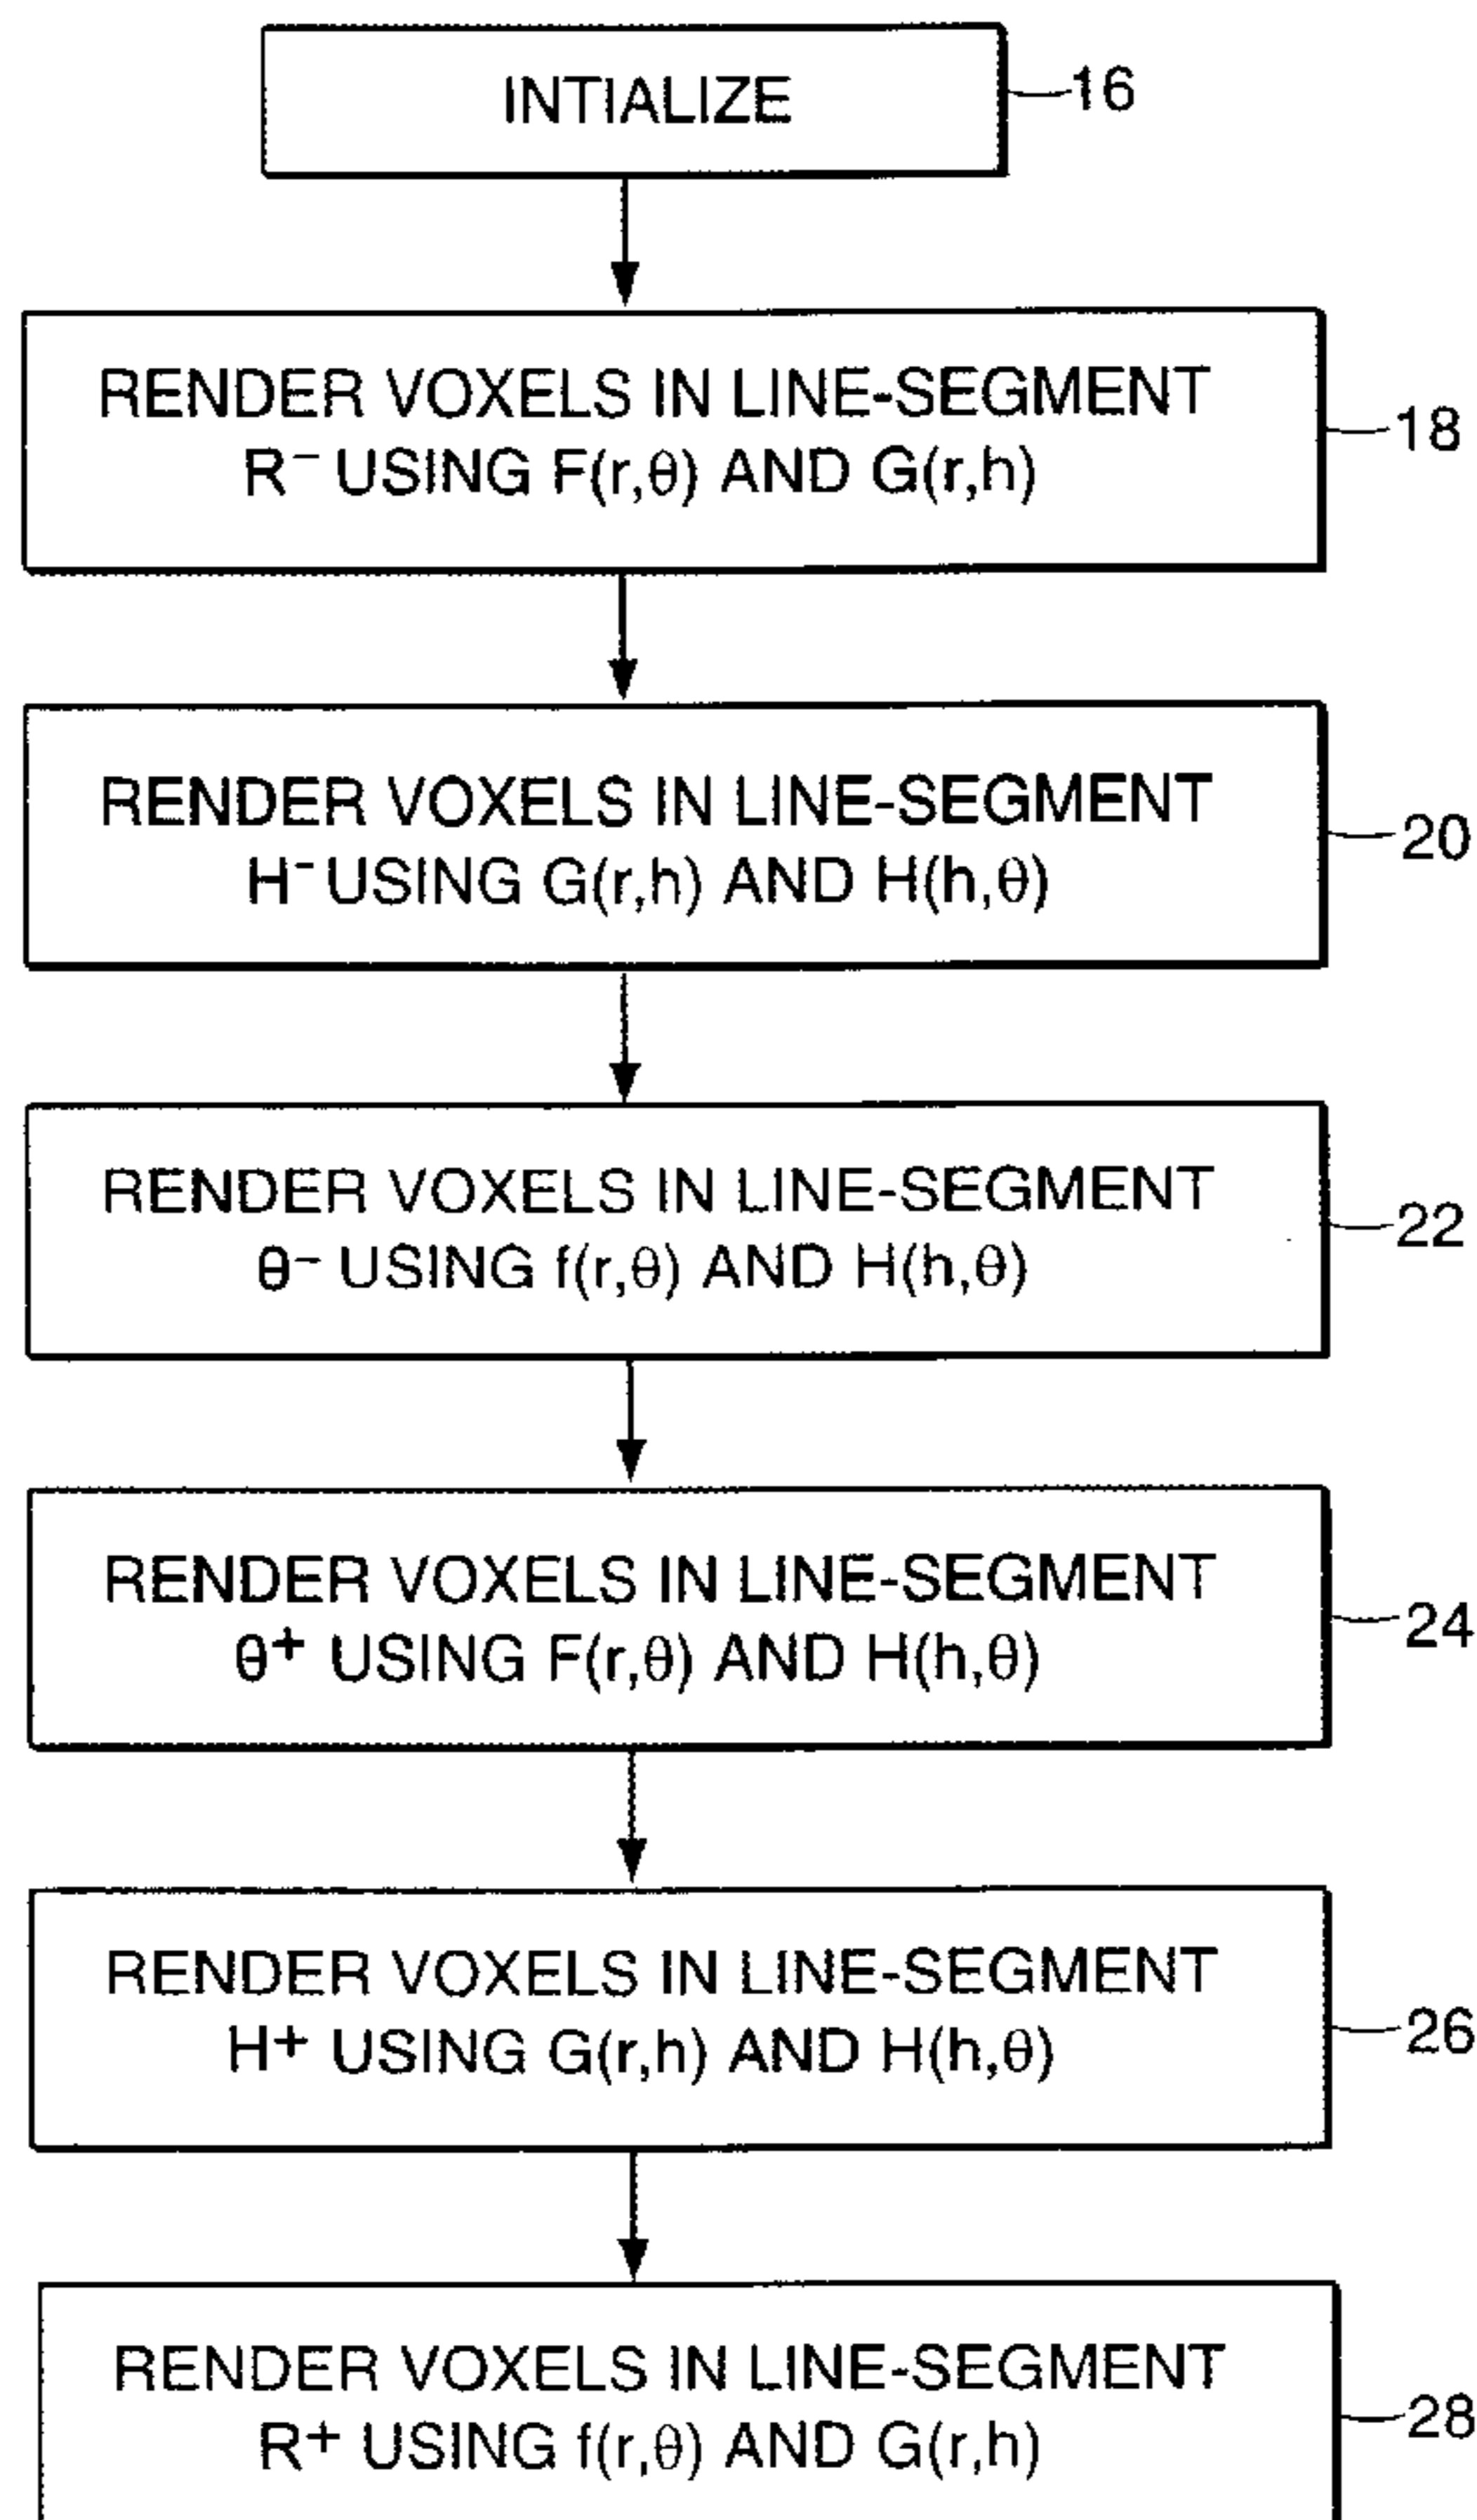 INTIALIZE
16
RENDER VOXELS IN LINE-SEGMENT
R⁻ USING F(r,θ) AND G(r,h)
18
RENDER VOXELS IN LINE-SEGMENT
H⁻ USING G(r,h) AND H(h,θ)
20
RENDER VOXELS IN LINE-SEGMENT
θ⁻ USING f(r,θ) AND H(h,θ)
22
RENDER VOXELS IN LINE-SEGMENT
θ⁺ USING F(r,θ) AND H(h,θ)
24
RENDER VOXELS IN LINE-SEGMENT
H⁺ USING G(r,h) AND H(h,θ)
26
RENDER VOXELS IN LINE-SEGMENT
R⁺ USING f(r,θ) AND G(r,h)
28